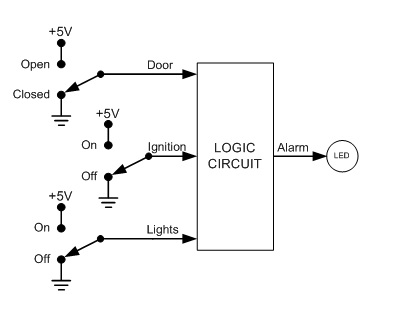 +5V
Open
Door
Closed
+5V
On
Ignition
LOGIC
CIRCUIT
Alarm
LED
Off
+5V
On
Lights
Off